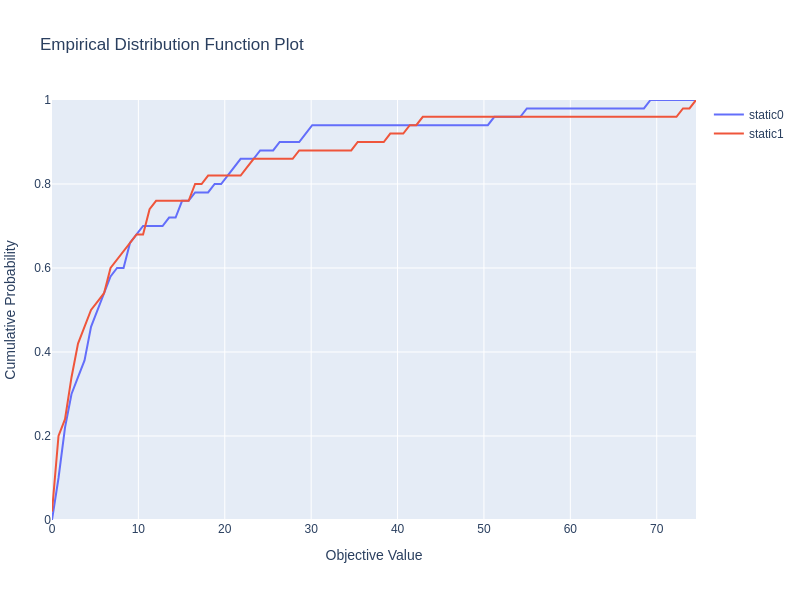 Empirical Distribution Function Plot
static0
static1
1
0.8
0.6
0.4
0.2
0
Cumulative Probability
0 10 20 30 40 50 60 70
Objective Value